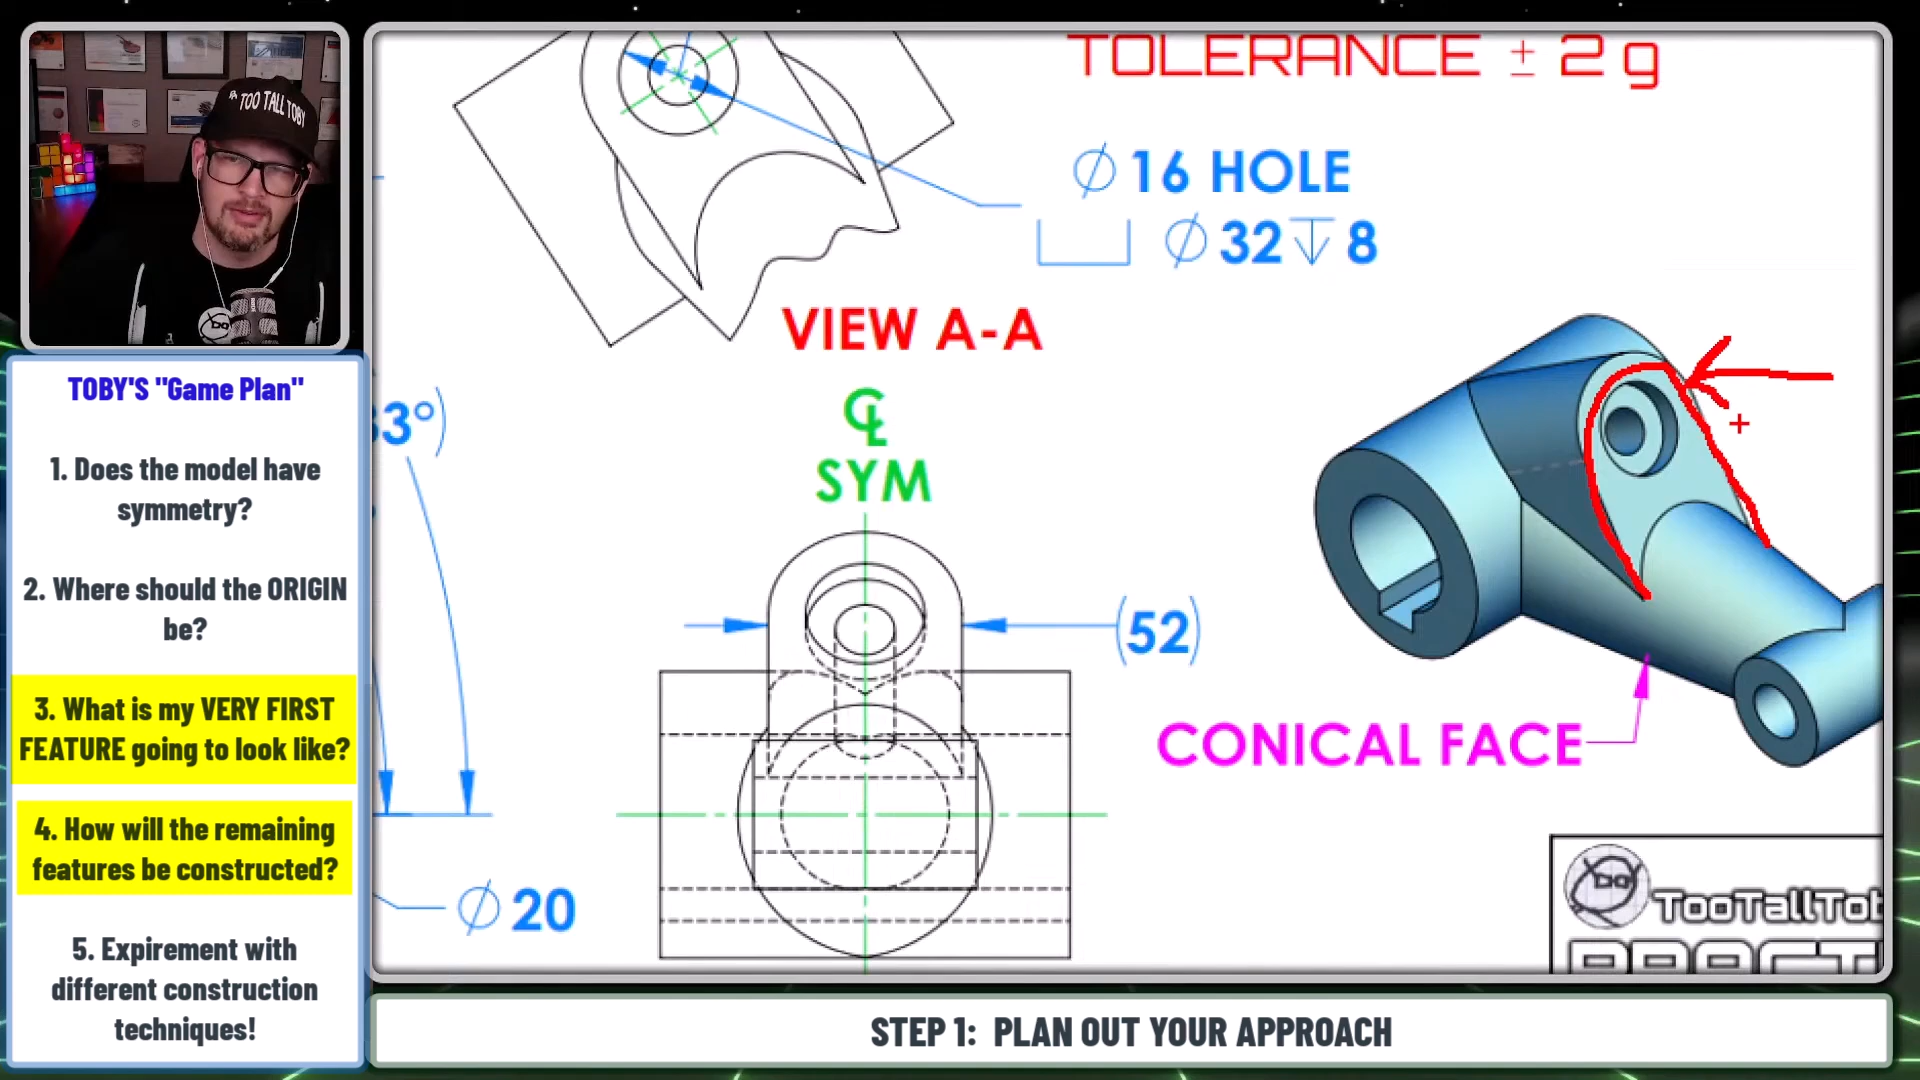 TOO TALL TOBY
TOBY'S "Game Plan"
1. Does the model have
symmetry?
2. Where should the ORIGIN
be?
3. What is my VERY FIRST
FEATURE going to look like?
4. How will the remaining
features be constructed?
5. Expirement with
different construction
techniques!
TOLERANCE ± 2 g
∅ 16 HOLE
⌴ ∅ 32 ↧ 8
VIEW A-A
℄
SYM
3°)
(52)
∅ 20
CONICAL FACE
TooTallTob
PRACT
STEP 1: PLAN OUT YOUR APPROACH